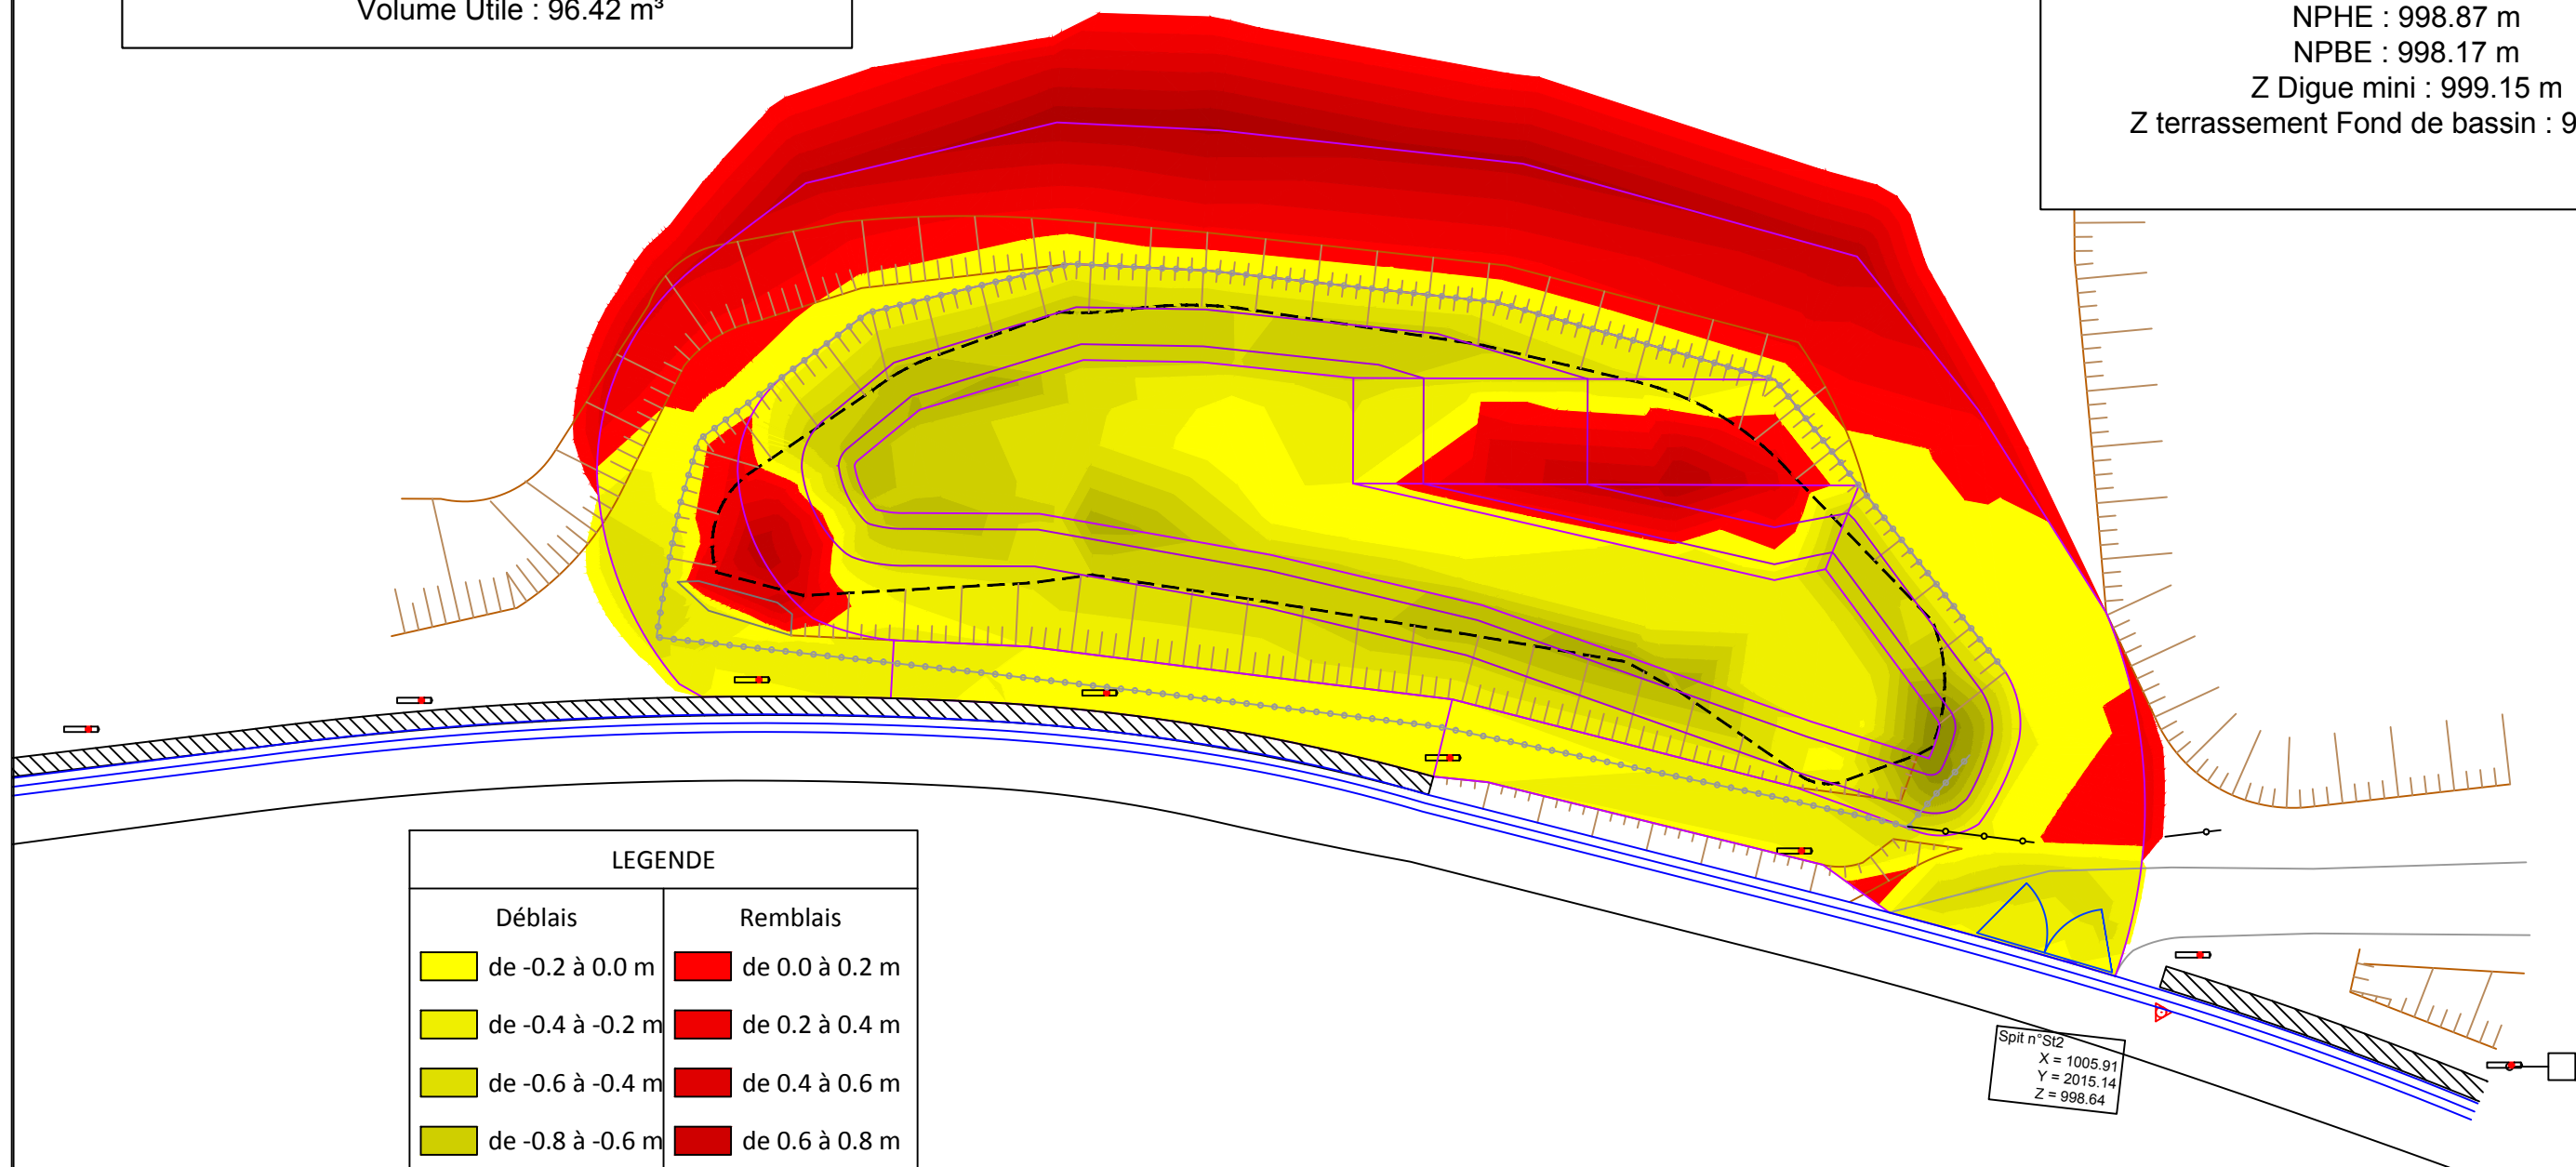 Volume Utile : 96.42 m³
NPHE : 998.87 m
NPBE : 998.17 m
Z Digue mini : 999.15 m
Z terrassement Fond de bassin : 9
LEGENDE
Déblais
Remblais
de -0.2 à 0.0 m
de 0.0 à 0.2 m
de -0.4 à -0.2 m
de 0.2 à 0.4 m
de -0.6 à -0.4 m
de 0.4 à 0.6 m
de -0.8 à -0.6 m
de 0.6 à 0.8 m
Spit n°St2
X = 1005.91
Y = 2015.14
Z = 998.64